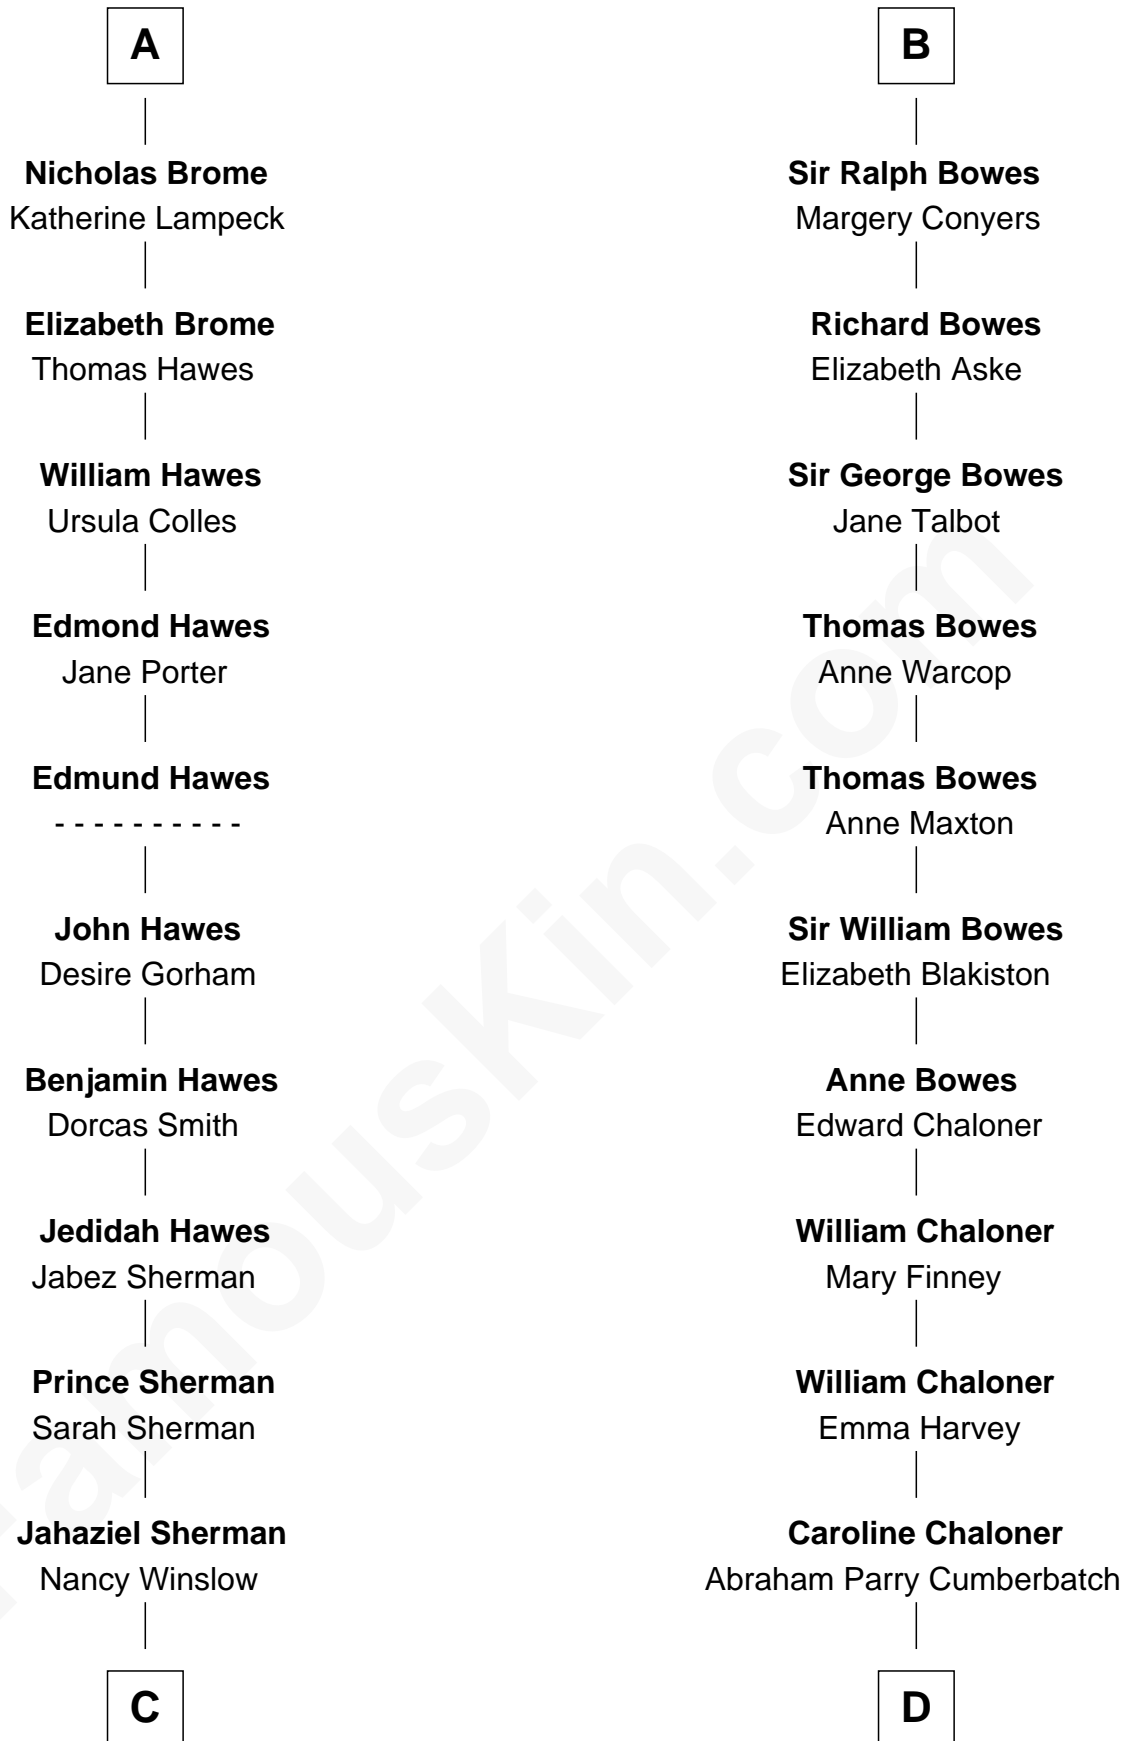 A
Nicholas Brome
Katherine Lampeck
Elizabeth Brome
Thomas Hawes
William Hawes
Ursula Colles
Edmond Hawes
Jane Porter
Edmund Hawes
- - - - - - - - - -
John Hawes
Desire Gorham
Benjamin Hawes
Dorcas Smith
Jedidah Hawes
Jabez Sherman
Prince Sherman
Sarah Sherman
Jahaziel Sherman
Nancy Winslow
C
B
Sir Ralph Bowes
Margery Conyers
Richard Bowes
Elizabeth Aske
Sir George Bowes
Jane Talbot
Thomas Bowes
Anne Warcop
Thomas Bowes
Anne Maxton
Sir William Bowes
Elizabeth Blakiston
Anne Bowes
Edward Chaloner
William Chaloner
Mary Finney
William Chaloner
Emma Harvey
Caroline Chaloner
Abraham Parry Cumberbatch
D
FamousKin.com